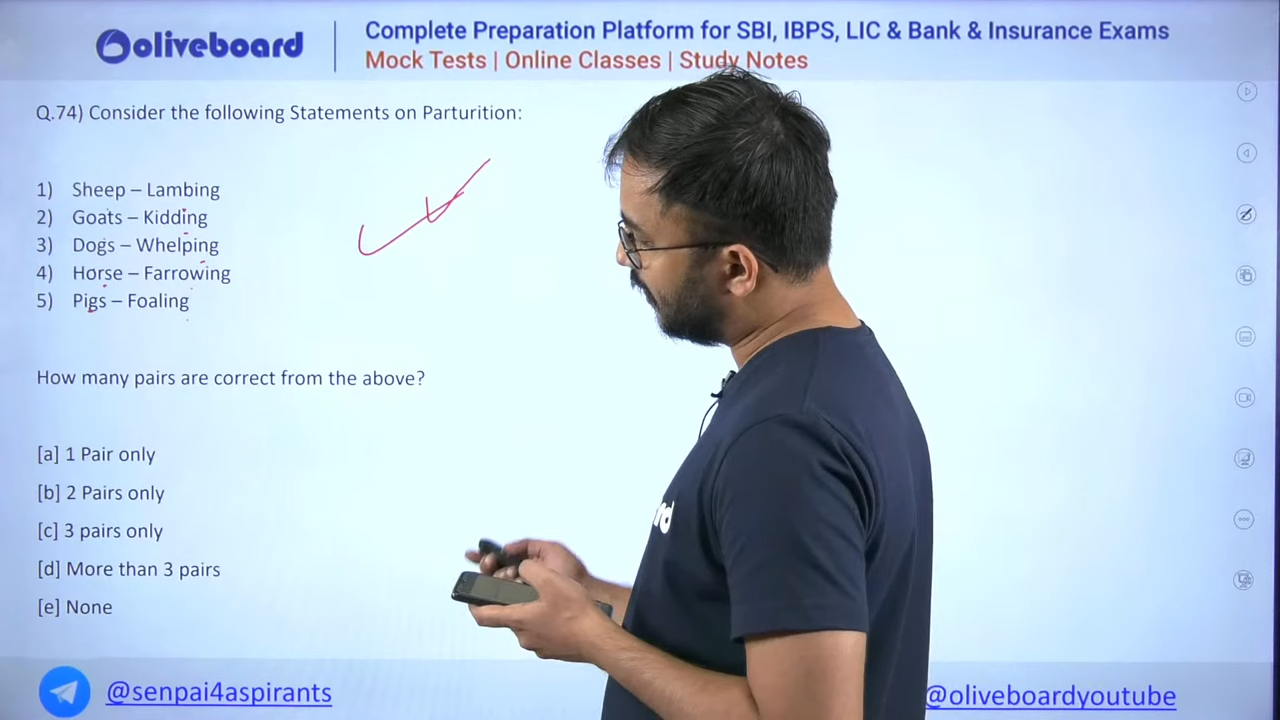 oliveboard
Complete Preparation Platform for SBI, IBPS, LIC & Bank & Insurance Exams
Mock Tests | Online Classes | Study Notes
Q.74) Consider the following Statements on Parturition:
1) Sheep – Lambing
2) Goats – Kidding
3) Dogs – Whelping
4) Horse – Farrowing
5) Pigs – Foaling
How many pairs are correct from the above?
[a] 1 Pair only
[b] 2 Pairs only
[c] 3 pairs only
[d] More than 3 pairs
[e] None
rd
@senpai4aspirants
@oliveboardyoutube